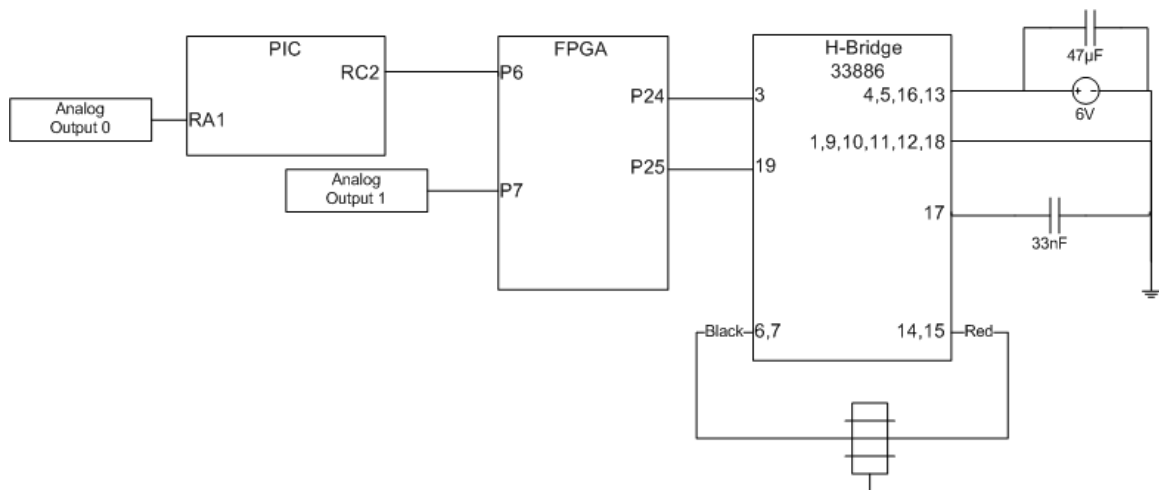 PIC
RC2
Analog
Output 0
RA1
FPGA
P6
P24
P25
Analog
Output 1
P7
H-Bridge
33886
3
4,5,16,13
1,9,10,11,12,18
19
17
Black
6,7
14,15
Red
47µF
+
-
6V
33nF